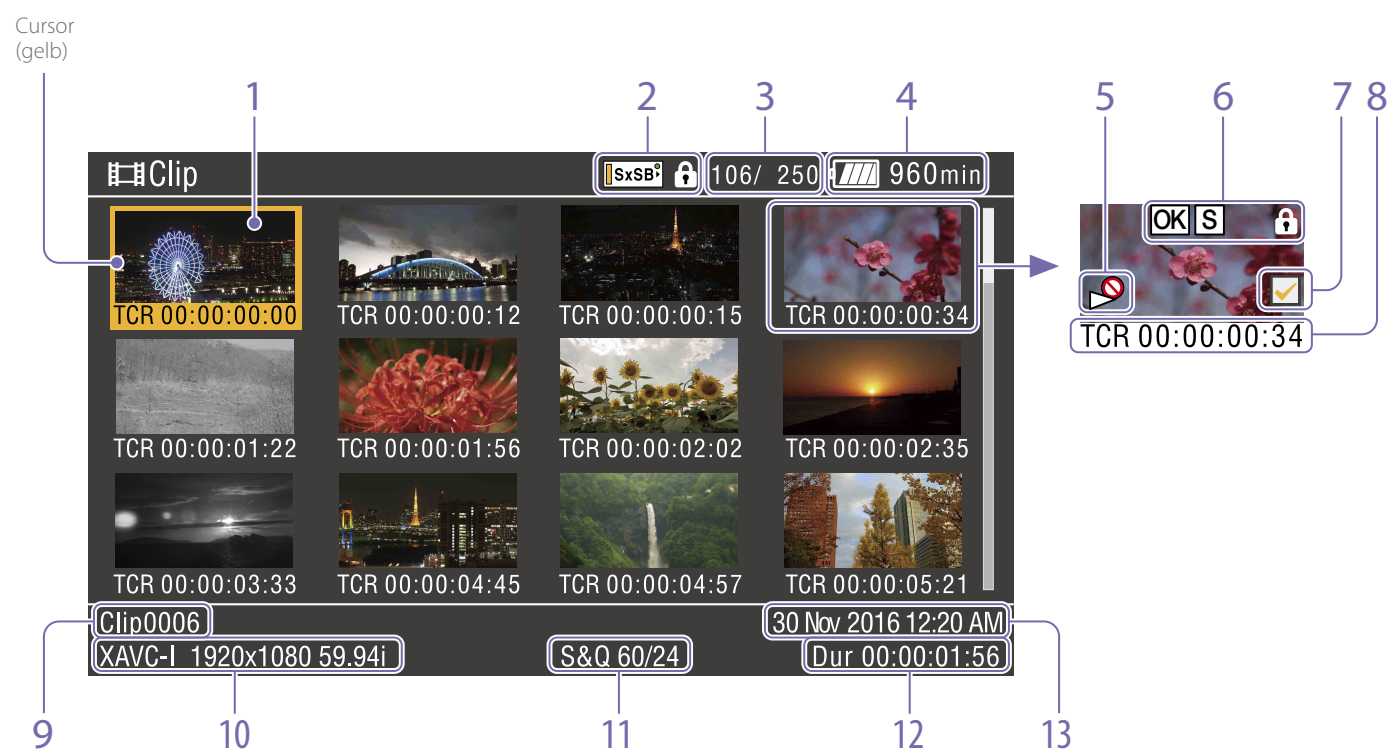 Cursor
(gelb)
1
2
3
4
5
6
7
8
Clip
SxSB
106/ 250
960min
OK S
TCR 00:00:00:00
TCR 00:00:00:12
TCR 00:00:00:15
TCR 00:00:00:34
TCR 00:00:00:34
TCR 00:00:01:22
TCR 00:00:01:56
TCR 00:00:02:02
TCR 00:00:02:35
TCR 00:00:03:33
TCR 00:00:04:45
TCR 00:00:04:57
TCR 00:00:05:21
Clip0006
30 Nov 2016 12:20 AM
XAVC-I 1920x1080 59.94i
S&Q 60/24
Dur 00:00:01:56
9
10
11
12
13